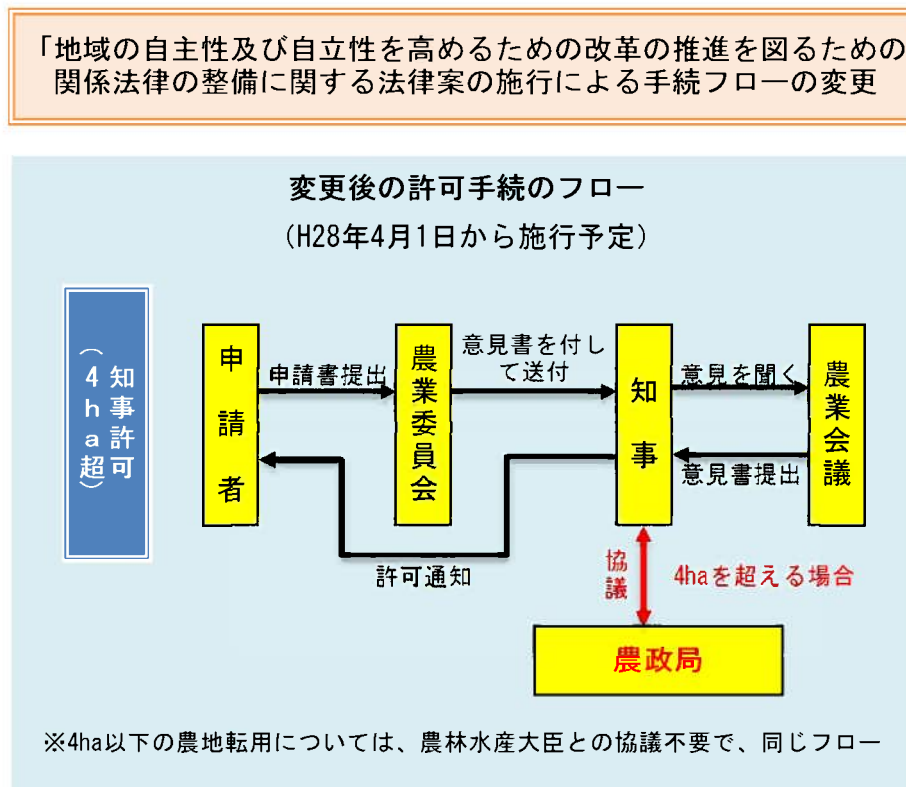 「地域の自主性及び自立性を高めるための改革の推進を図るための
関係法律の整備に関する法律案の施行による手続フローの変更
変更後の許可手続のフロー
（H28年4月1日から施行予定）
知事許可
（4ha超）
申請者
申請書提出
農業委員会
意見書を付し
て送付
知事
意見を聞く
農業会議
意見書提出
許可通知
協議
4haを超える場合
農政局
※4ha以下の農地転用については、農林水産大臣との協議不要で、同じフロー